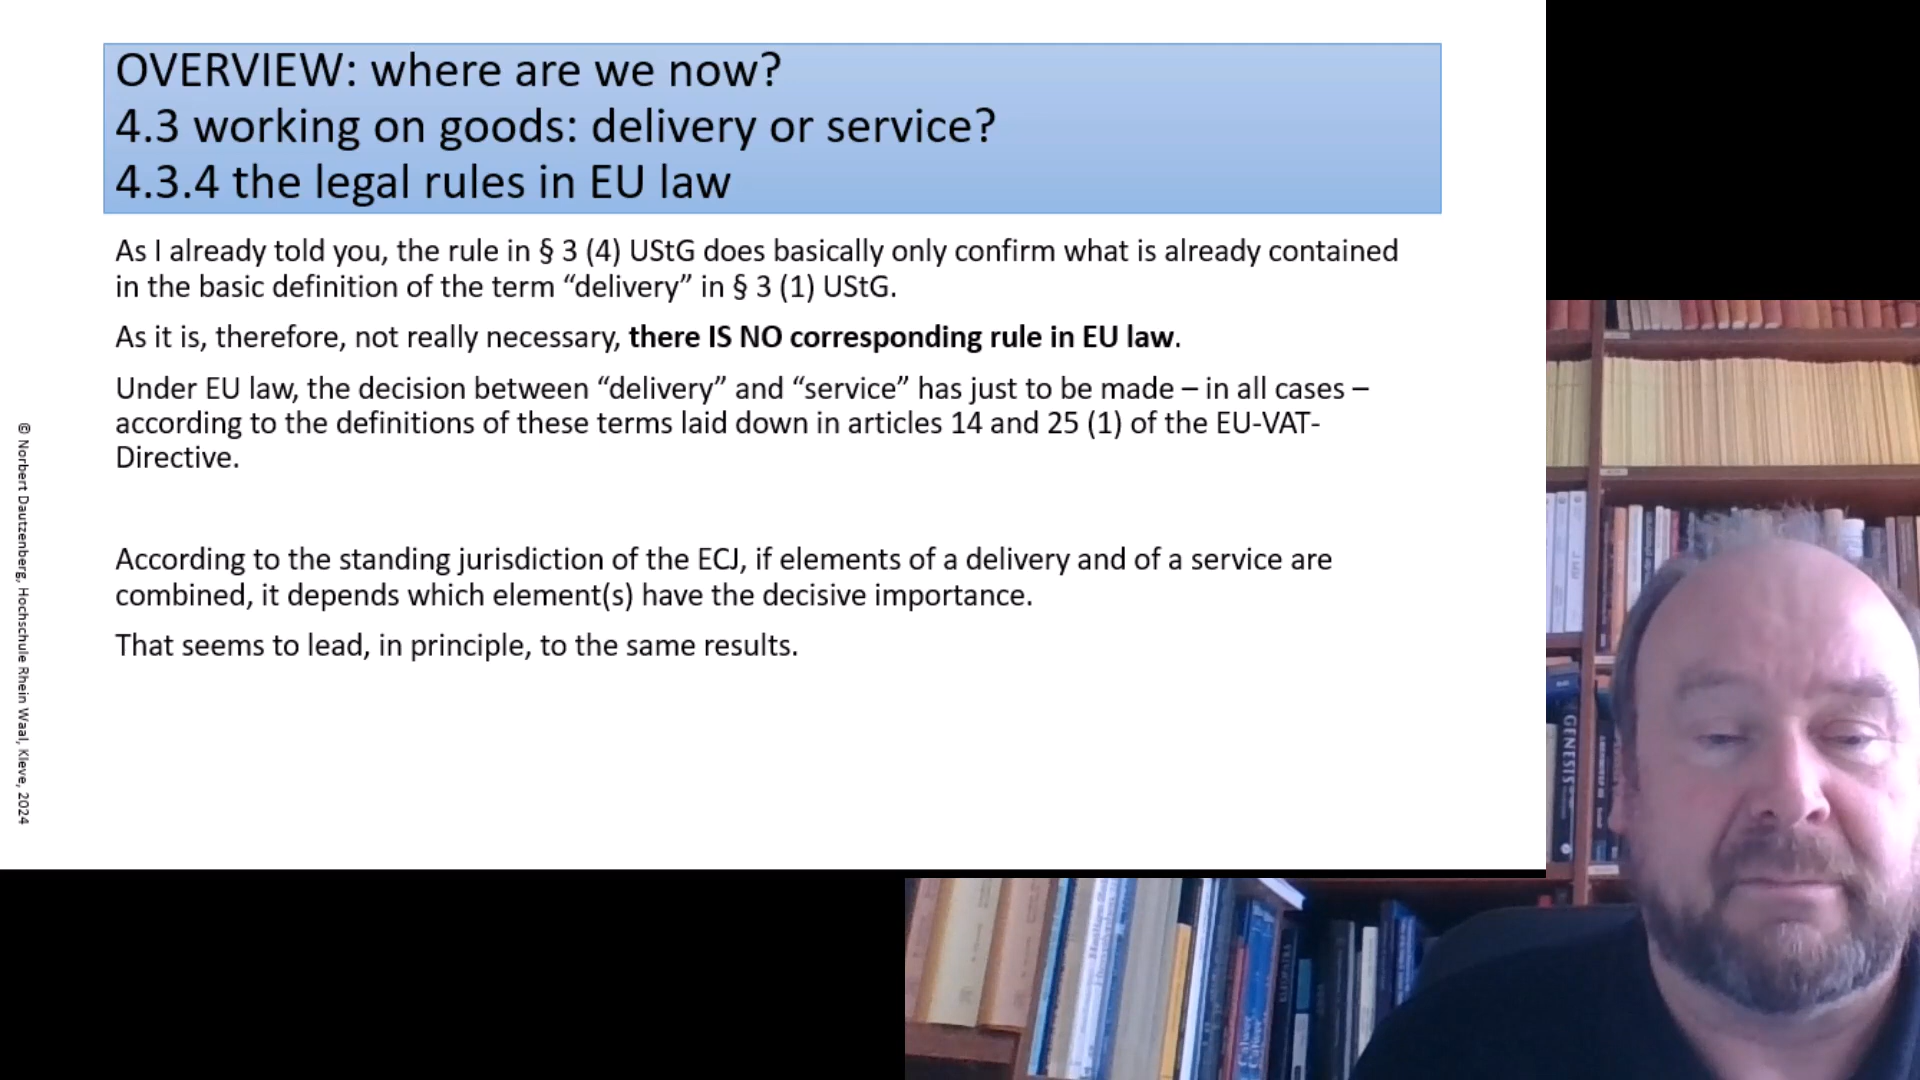 OVERVIEW: where are we now?
4.3 working on goods: delivery or service?
4.3.4 the legal rules in EU law
As I already told you, the rule in § 3 (4) UStG does basically only confirm what is already contained
in the basic definition of the term “delivery” in § 3 (1) UStG.
As it is, therefore, not really necessary, there IS NO corresponding rule in EU law.
Under EU law, the decision between “delivery” and “service” has just to be made – in all cases –
according to the definitions of these terms laid down in articles 14 and 25 (1) of the EU-VAT-
Directive.
According to the standing jurisdiction of the ECJ, if elements of a delivery and of a service are
combined, it depends which element(s) have the decisive importance.
That seems to lead, in principle, to the same results.
© Norbert Dautzenberg, Hochschule Rhein Waal, Kleve, 2024
GENESIS